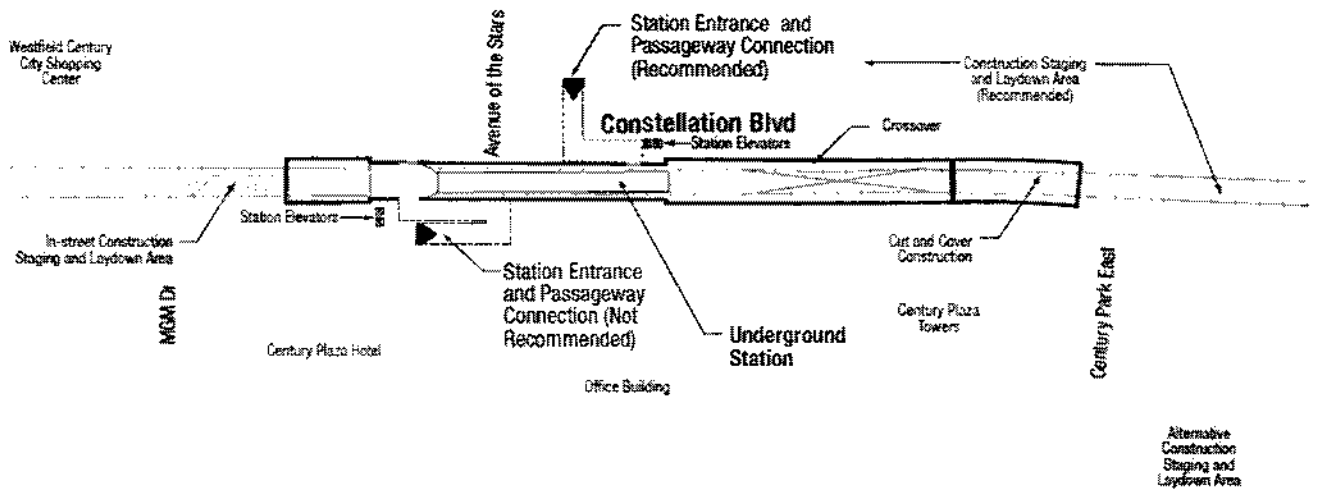 Westfield Century
City Shopping
Center
Avenue of the Stars
Station Entrance and
Passageway Connection
(Recommended)
Construction Staging
and Laydown Area
(Recommended)
Constellation Blvd
Station Elevators
Crossover
Station Elevators
In-street Construction
Staging and Laydown Area
MGM Dr
Century Plaza Hotel
Station Entrance
and Passageway
Connection (Not
Recommended)
Underground
Station
Office Building
Cut and Cover
Construction
Century Plaza
Towers
Century Park East
Alternative
Construction
Staging and
Laydown Area